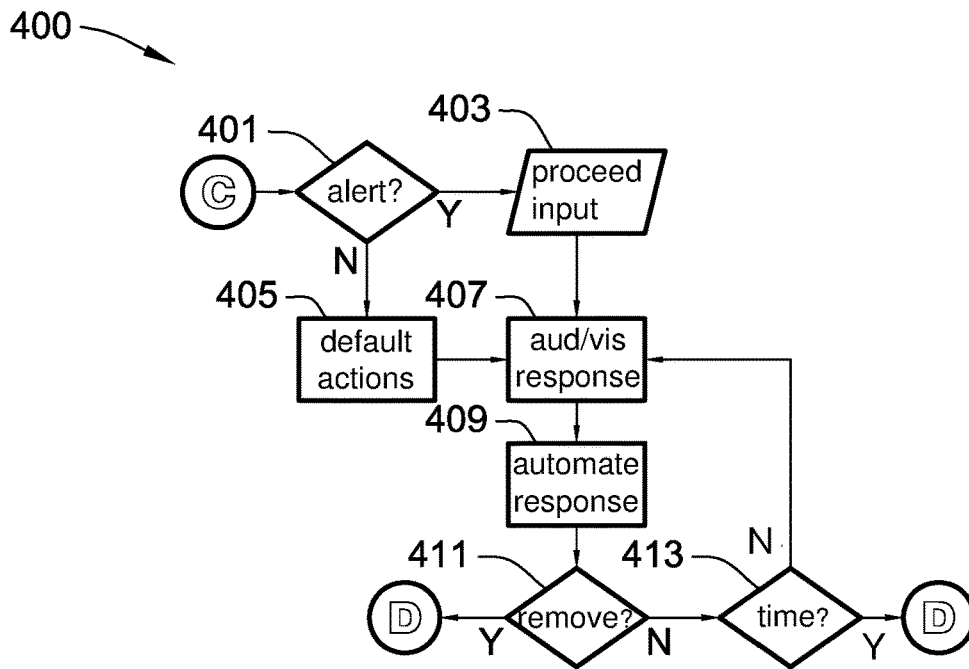 400
401
403
C
alert?
Y
proceed
input
N
405
407
default
actions
aud/vis
response
409
automate
response
411
413
N
D
Y
remove?
N
time?
Y
D